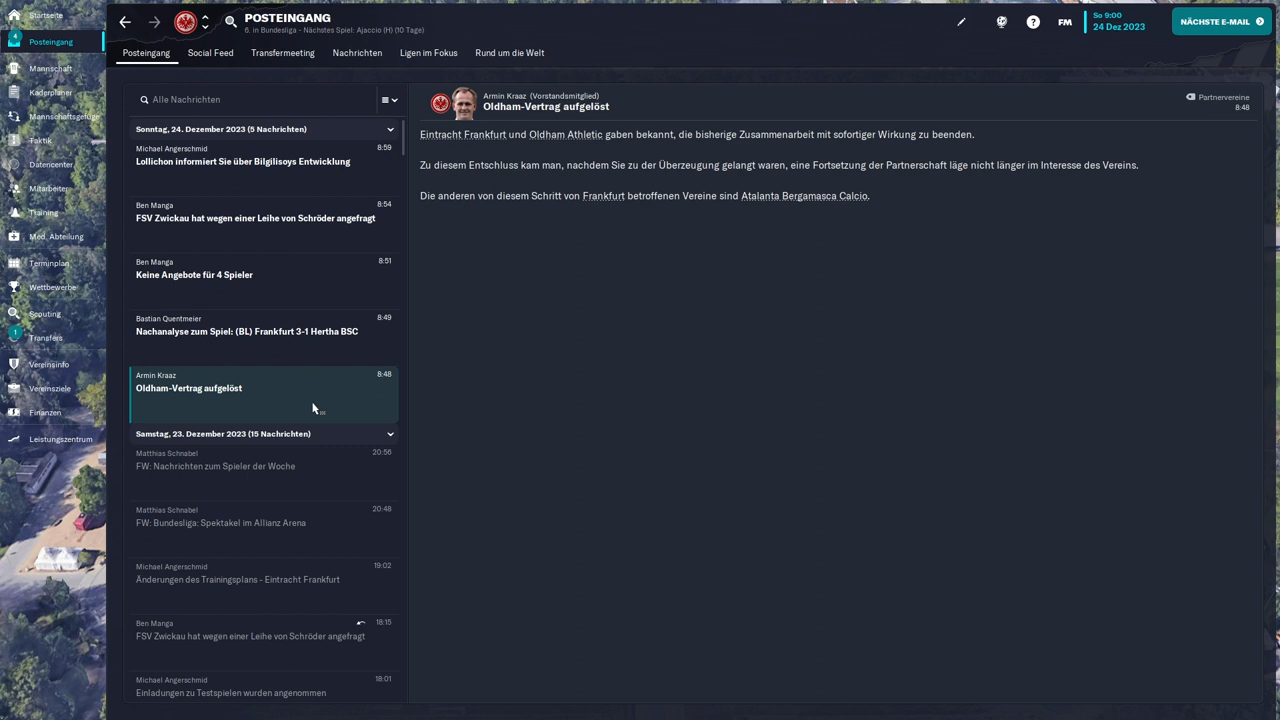 Startseite
4
Posteingang
Mannschaft
Kaderplaner
Mannschaftsgefüge
Taktik
Datencenter
Mitarbeiter
Training
Med. Abteilung
Terminplan
Wettbewerbe
Scouting
1
Transfers
Vereinsinfo
Vereinsziele
Finanzen
Leistungszentrum
POSTEINGANG
6. in Bundesliga - Nächstes Spiel: Ajaccio (H) (10 Tage)
?
FM
So 9:00
24 Dez 2023
NÄCHSTE E-MAIL
Posteingang
Social Feed
Transfermeeting
Nachrichten
Ligen im Fokus
Rund um die Welt
Alle Nachrichten
Sonntag, 24. Dezember 2023 (5 Nachrichten)
Michael Angerschmid 8:59
Lollichon informiert Sie über Bilgilisoys Entwicklung
Ben Manga 8:54
FSV Zwickau hat wegen einer Leihe von Schröder angefragt
Ben Manga 8:51
Keine Angebote für 4 Spieler
Bastian Quentmeier 8:49
Nachanalyse zum Spiel: (BL) Frankfurt 3-1 Hertha BSC
Armin Kraaz 8:48
Oldham-Vertrag aufgelöst
Samstag, 23. Dezember 2023 (15 Nachrichten)
Matthias Schnabel 20:56
FW: Nachrichten zum Spieler der Woche
Matthias Schnabel 20:48
FW: Bundesliga: Spektakel im Allianz Arena
Michael Angerschmid 19:02
Änderungen des Trainingsplans - Eintracht Frankfurt
Ben Manga 18:15
FSV Zwickau hat wegen einer Leihe von Schröder angefragt
Michael Angerschmid 18:01
Einladungen zu Testspielen wurden angenommen
Armin Kraaz (Vorstandsmitglied)
Oldham-Vertrag aufgelöst
Partnervereine
8:48
Eintracht Frankfurt und Oldham Athletic gaben bekannt, die bisherige Zusammenarbeit mit sofortiger Wirkung zu beenden.
Zu diesem Entschluss kam man, nachdem Sie zu der Überzeugung gelangt waren, eine Fortsetzung der Partnerschaft läge nicht länger im Interesse des Vereins.
Die anderen von diesem Schritt von Frankfurt betroffenen Vereine sind Atalanta Bergamasca Calcio.